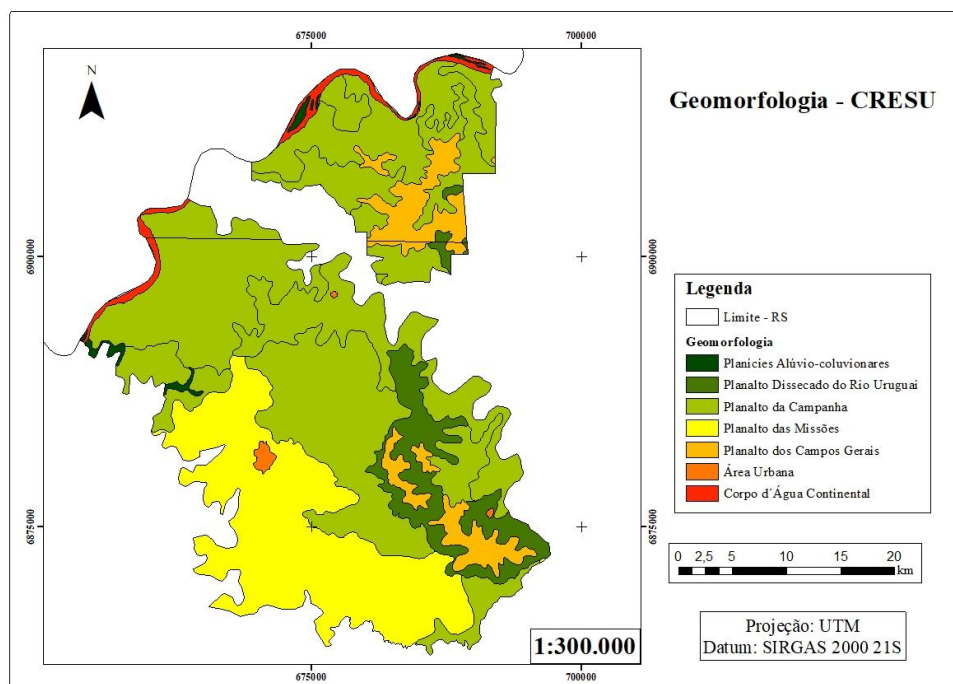 675000
700000
N
Geomorfologia - CRESU
6900000
6900000
Legenda
Limite - RS
Geomorfologia
Planícies Alúvio-coluvionares
Planalto Dissecado do Rio Uruguai
Planalto da Campanha
Planalto das Missões
Planalto dos Campos Gerais
Área Urbana
Corpo d´Água Continental
6875000
6875000
0 2,5 5 10 15 20
km
1:300.000
Projeção: UTM
Datum: SIRGAS 2000 21S
675000
700000